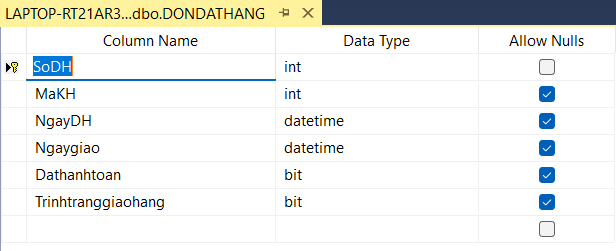 LAPTOP-RT21AR3...dbo.DONDATHANG
Column Name Data Type Allow Nulls
SoDH int
MaKH int
NgayDH datetime
Ngaygiao datetime
Dathanhtoan bit
Trinhtranggiaohang bit